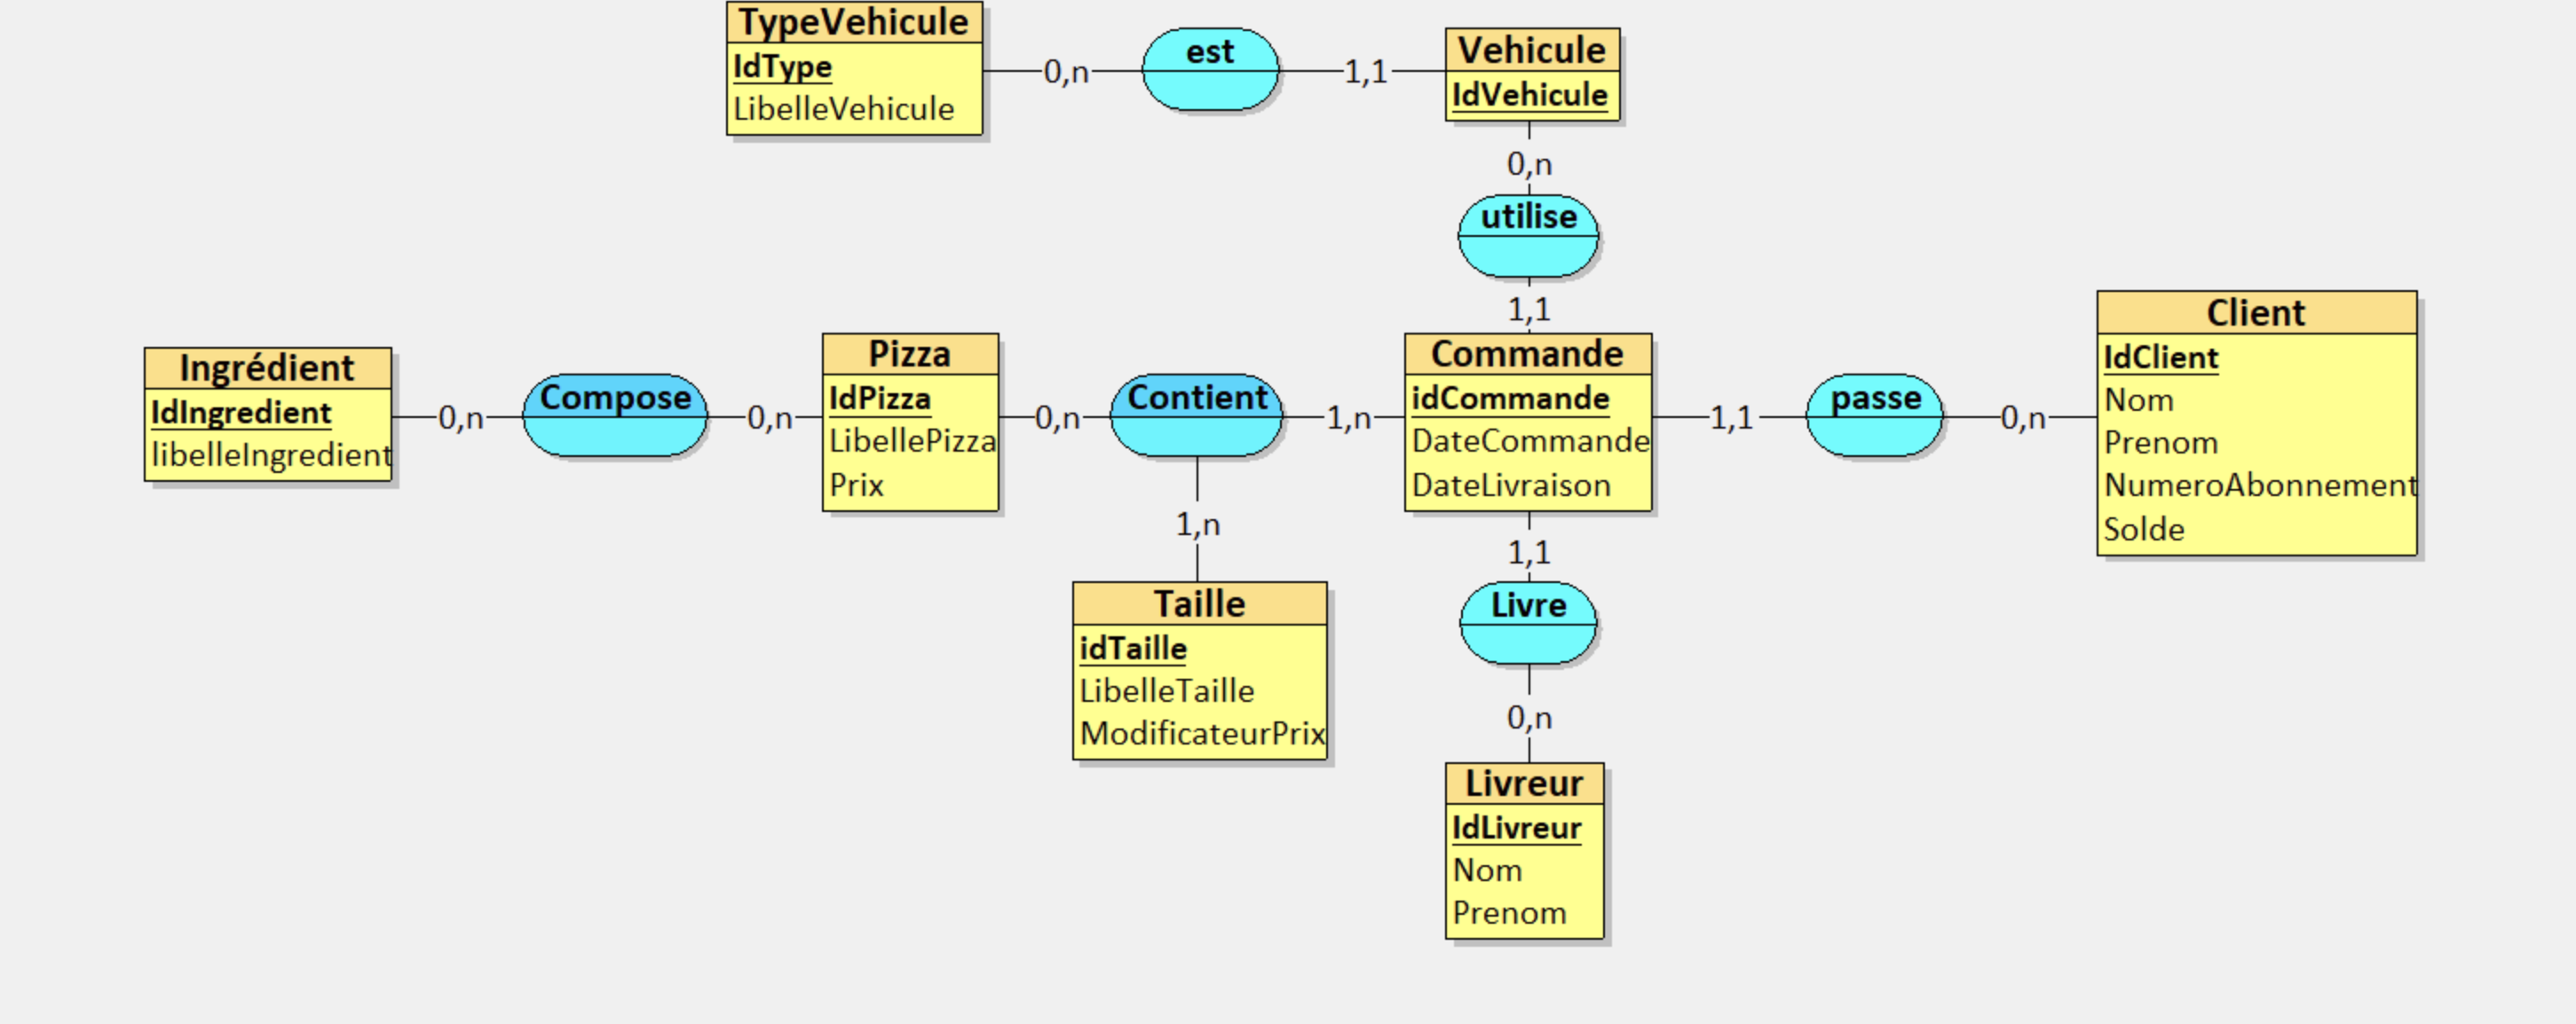 TypeVehicule
IdType
LibelleVehicule
0,n
est
1,1
Vehicule
IdVehicule
0,n
utilise
1,1
Ingrédient
IdIngredient
libelleIngredient
0,n
Compose
0,n
Pizza
IdPizza
LibellePizza
Prix
0,n
Contient
1,n
Commande
idCommande
DateCommande
DateLivraison
1,1
passe
0,n
Client
IdClient
Nom
Prenom
NumeroAbonnement
Solde
1,n
Taille
idTaille
LibelleTaille
ModificateurPrix
1,1
Livre
0,n
Livreur
IdLivreur
Nom
Prenom